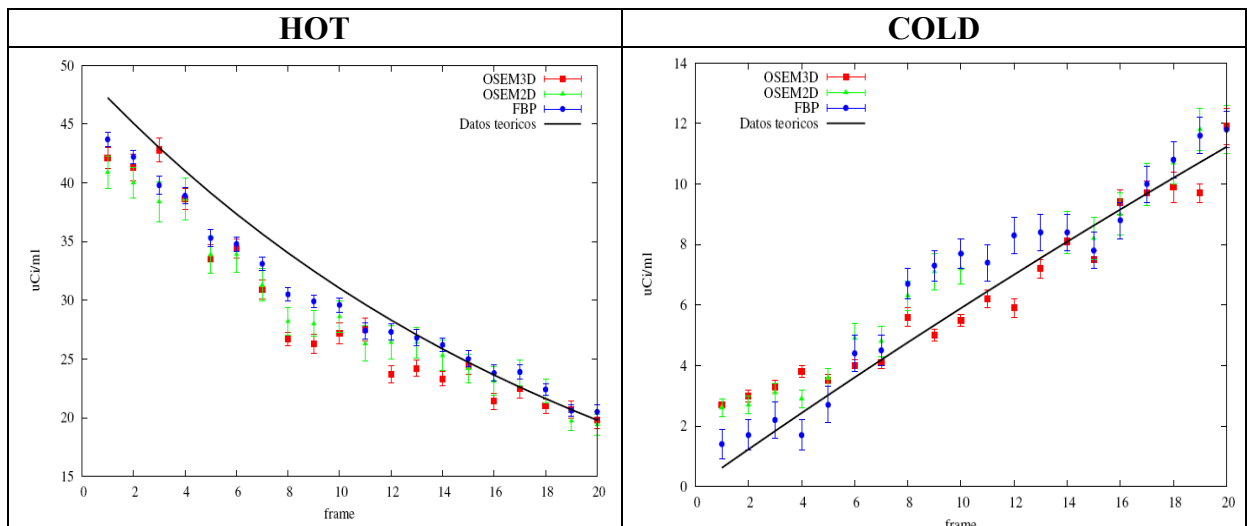 HOT
COLD
50
45
40
35
30
25
20
15
uCi/ml
OSEM3D
OSEM2D
FBP
Datos teoricos
0 2 4 6 8 10 12 14 16 18 20
frame
14
12
10
8
6
4
2
0
uCi/ml
OSEM3D
OSEM2D
FBP
Datos teoricos
0 2 4 6 8 10 12 14 16 18 20
frame